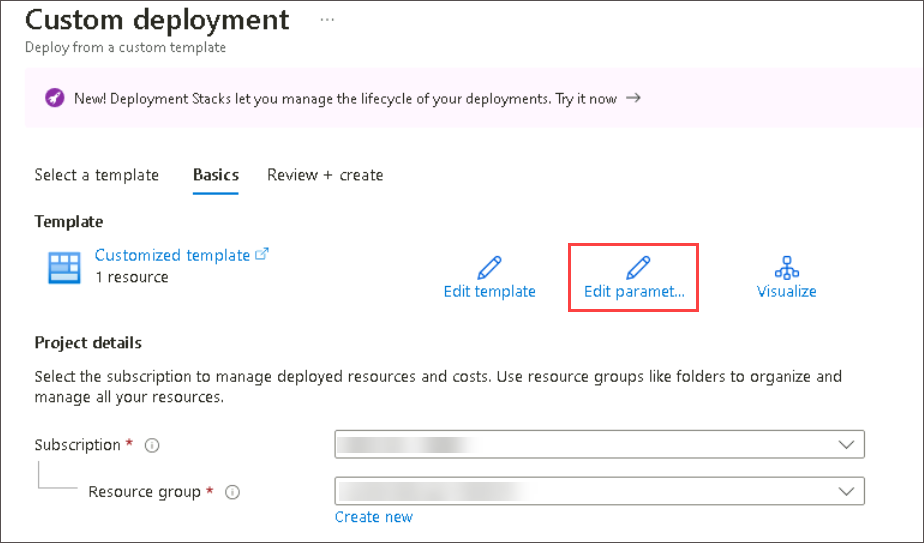 Custom deployment ...
Deploy from a custom template
New! Deployment Stacks let you manage the lifecycle of your deployments. Try it now →
Select a template Basics Review + create
Template
Customized template
1 resource
Edit template Edit paramet... Visualize
Project details
Select the subscription to manage deployed resources and costs. Use resource groups like folders to organize and
manage all your resources.
Subscription *
Resource group *
Create new